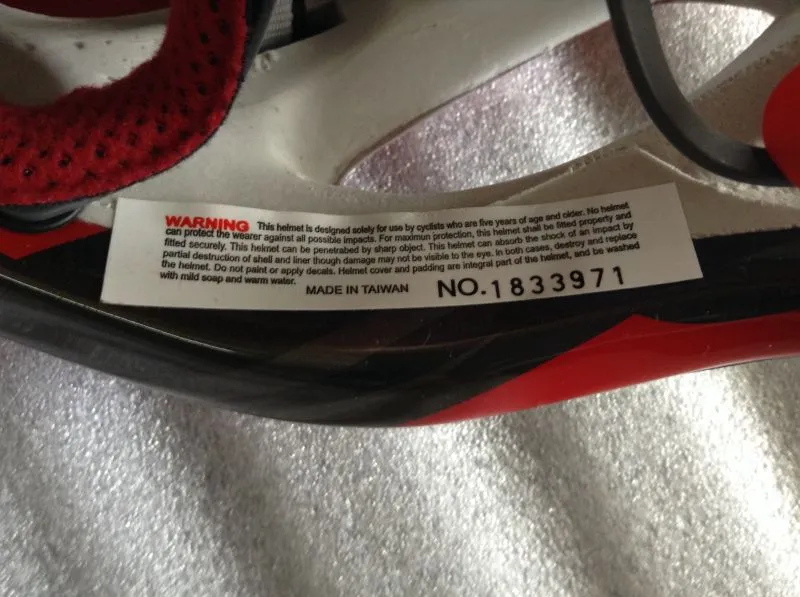 WARNING This helmet is designed solely for use by cyclists who are five years of age and older. No helmet
can protect the wearer against all possible impacts. For maximun protection, this helmet shall be fitted property and
fitted securely. This helmet can be penetrabed by sharp object. This helmet can absorb the shock of an impact by
partial destruction of shell and liner though damage may not be visible to the eye. In both cases, destroy and replace
the helmet. Do not paint or apply decals. Helmet cover and padding are integral part of the helmet, and be washed
with mild soap and warm water. MADE IN TAIWAN NO.1833971